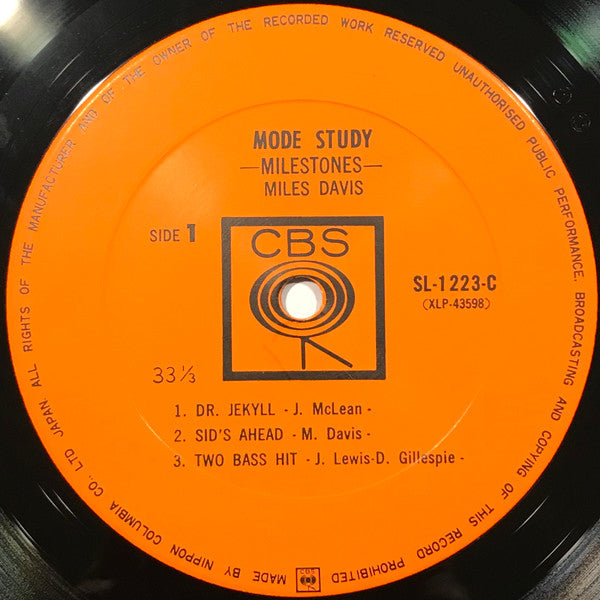 MODE STUDY
—MILESTONES—
MILES DAVIS
SIDE 1
CBS
SL-1223-C
(XLP-43598)
33 ⅓
1. DR. JEKYLL - J. McLean -
2. SID'S AHEAD - M. Davis -
3. TWO BASS HIT - J. Lewis-D. Gillespie -
MADE BY NIPPON COLUMBIA CO., LTD JAPAN ALL RIGHTS OF THE MANUFACTURER AND OF THE OWNER OF THE RECORDED WORK RESERVED UNAUTHORISED PUBLIC PERFORMANCE. BROADCASTING AND COPYING OF THIS RECORD PROHIBITED
CBS